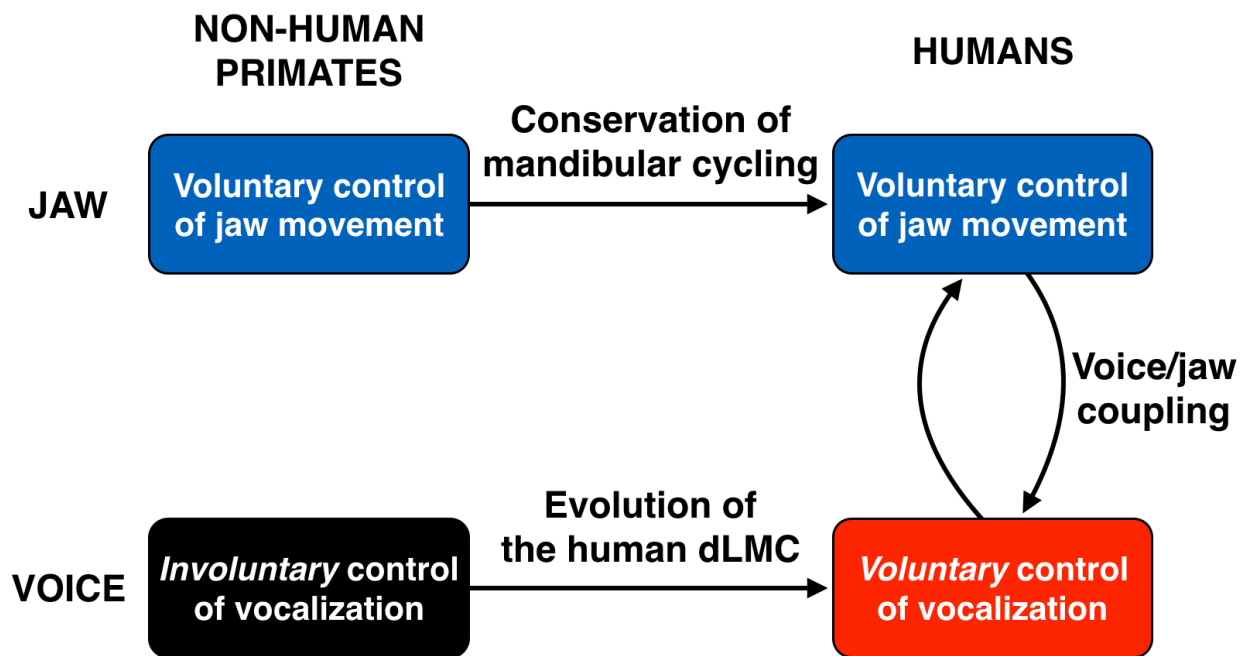 NON-HUMAN
PRIMATES
HUMANS
JAW
Voluntary control
of jaw movement
Conservation of
mandibular cycling
Voluntary control
of jaw movement
Voice/jaw
coupling
VOICE
Involuntary control
of vocalization
Evolution of
the human dLMC
Voluntary control
of vocalization